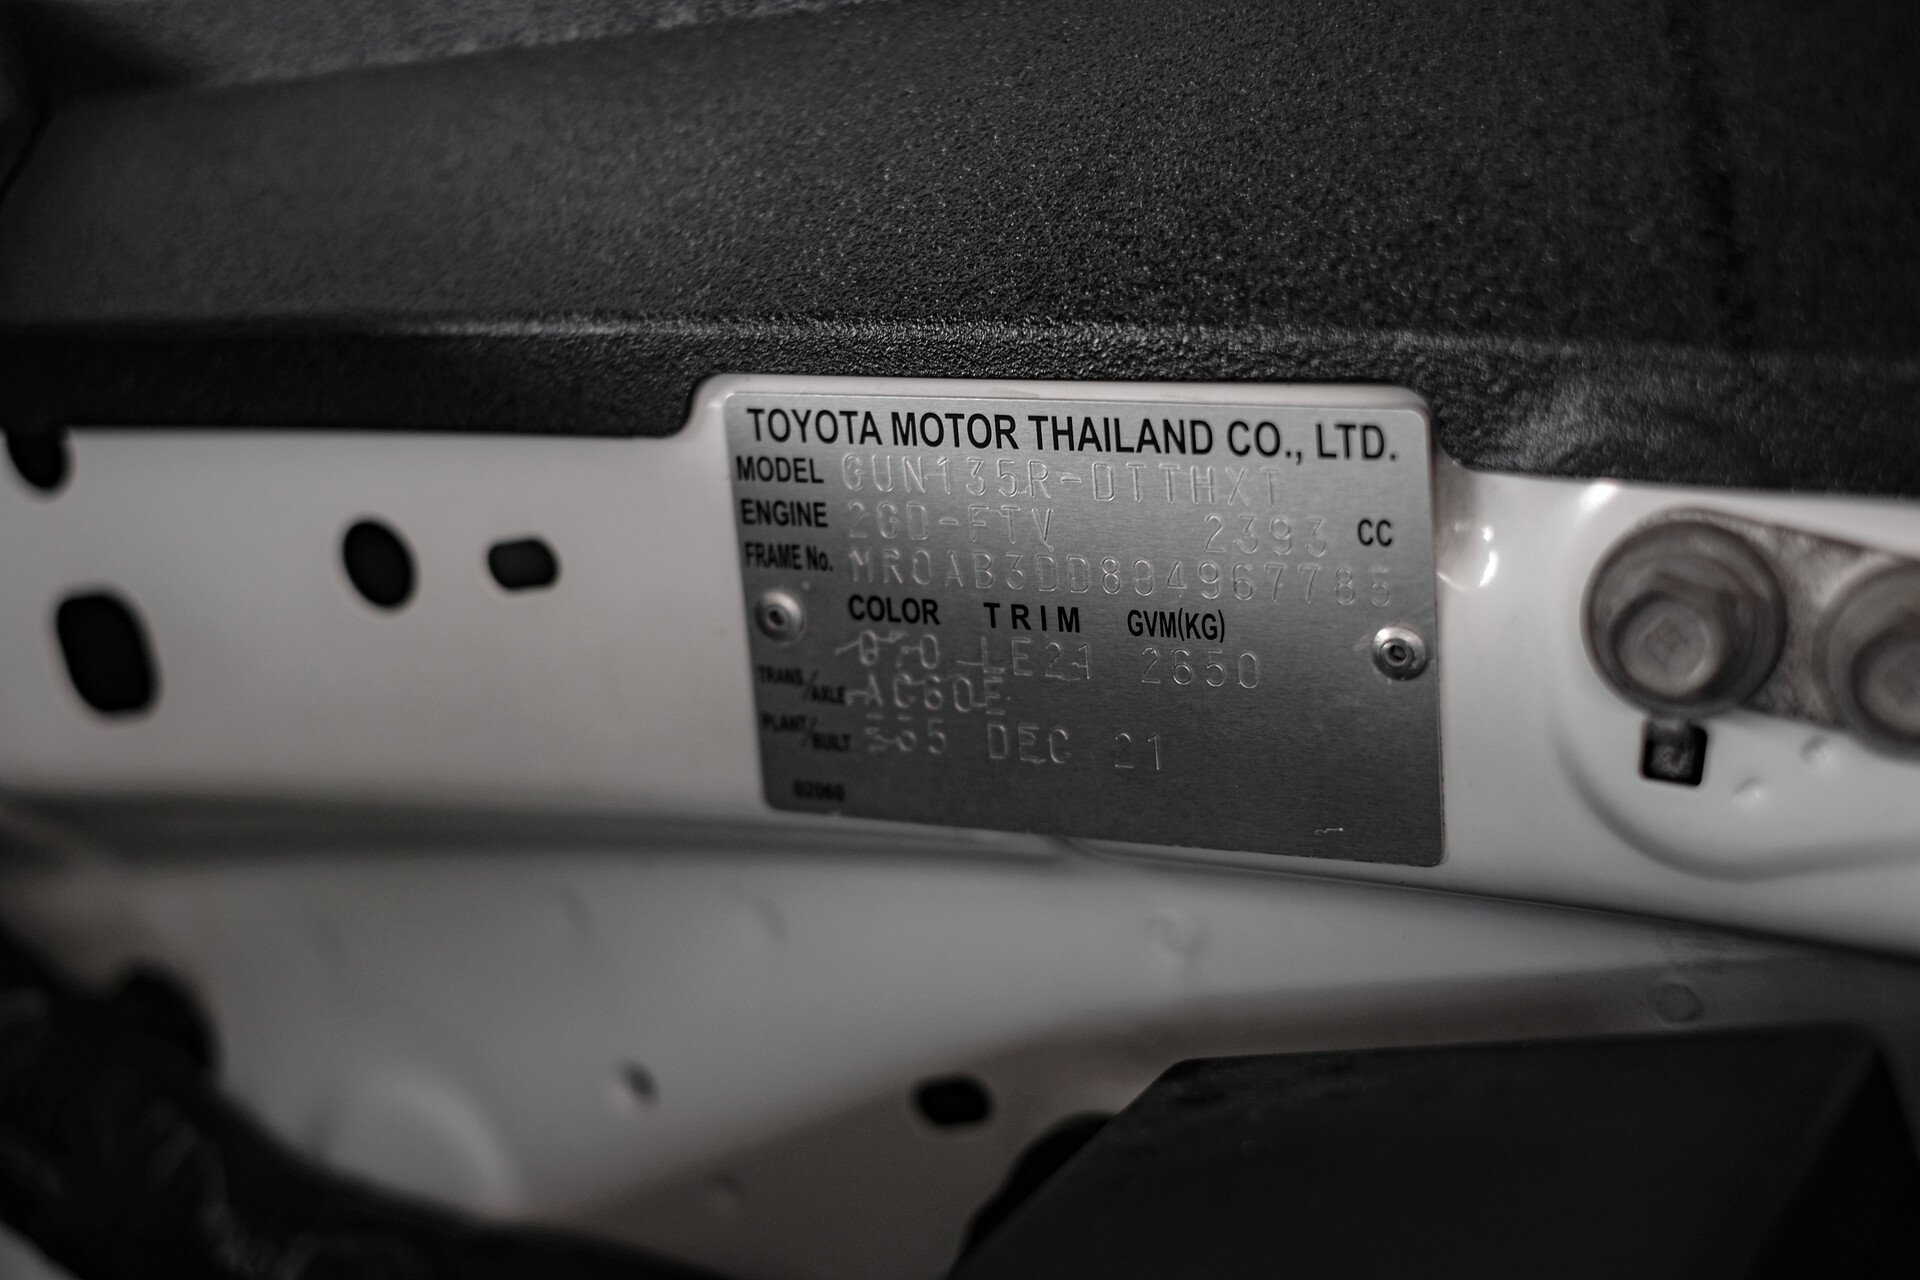 TOYOTA MOTOR THAILAND CO., LTD.
MODEL GUN135R-DTTHXT
ENGINE 2GD-FTV 2393 CC
FRAME No. MR0AB3DD804967785
COLOR TRIM GVM(KG)
070 LE21 2650
TRANS/AXLE AC60E
PLANT/BUILT DEC 21
02060